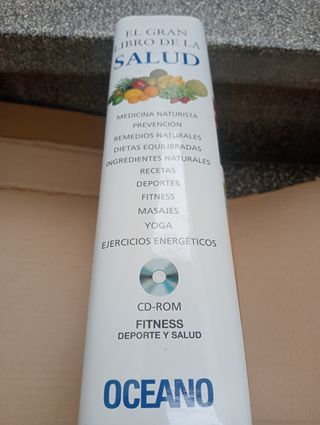 EL GRAN
LIBRO DE LA
SALUD
MEDICINA NATURISTA
PREVENCIÓN
REMEDIOS NATURALES
DIETAS EQUILIBRADAS
INGREDIENTES NATURALES
RECETAS
DEPORTES
FITNESS
MASAJES
YOGA
EJERCICIOS ENERGÉTICOS
CD-ROM
FITNESS
DEPORTE Y SALUD
OCEANO